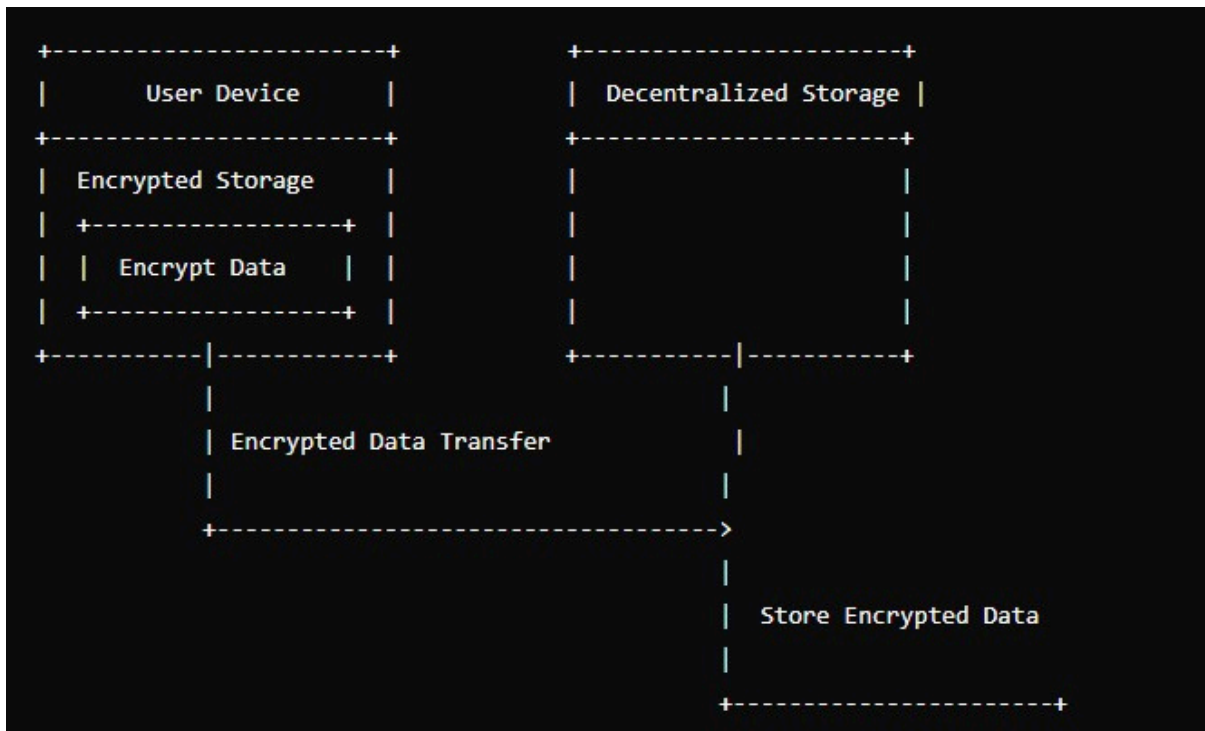 User Device
Decentralized Storage
Encrypted Storage
Encrypt Data
Encrypted Data Transfer
Store Encrypted Data